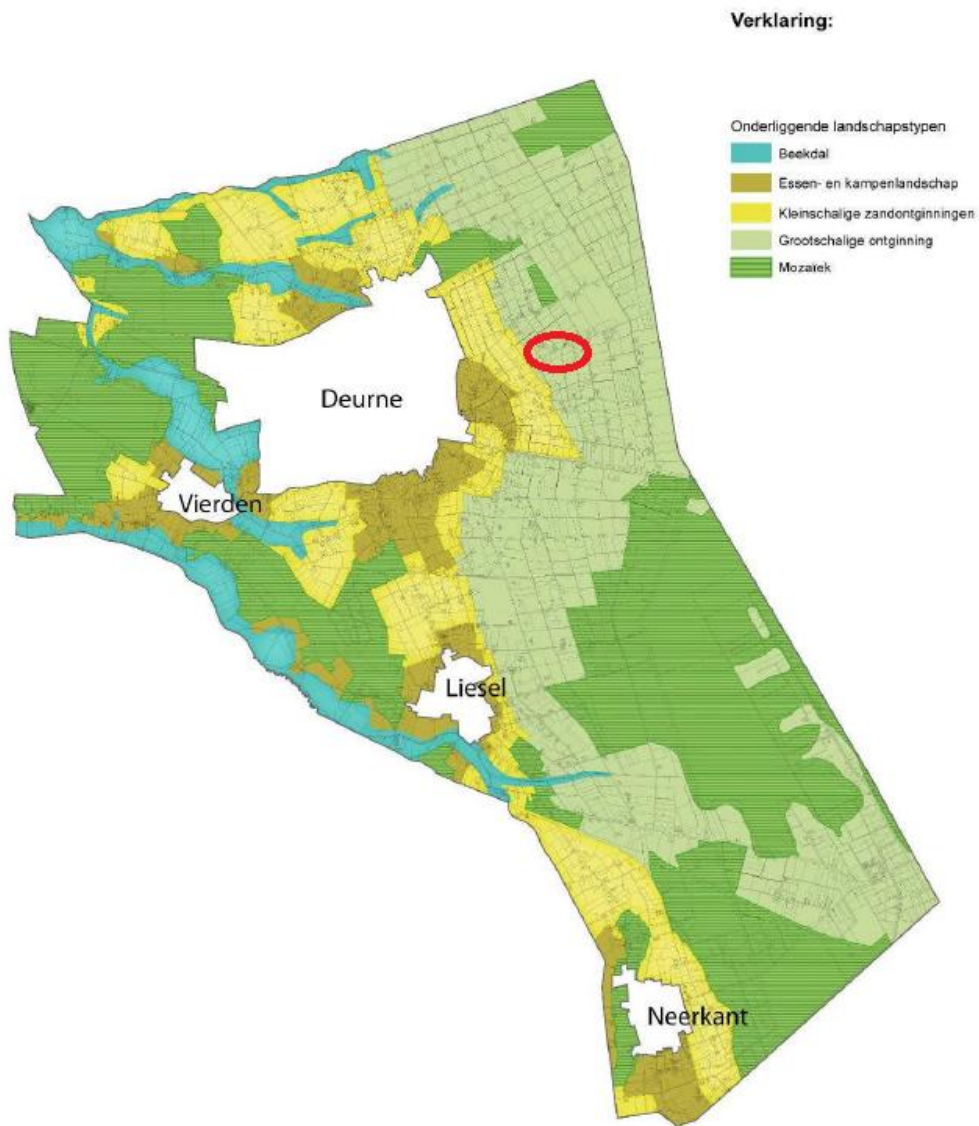 Verklaring:
Onderliggende landschapstypen
Beekdal
Essen- en kampenlandschap
Kleinschalige zandontginningen
Grootschalige ontginning
Mozaïek
Deurne
Vierden
Liesel
Neerkant